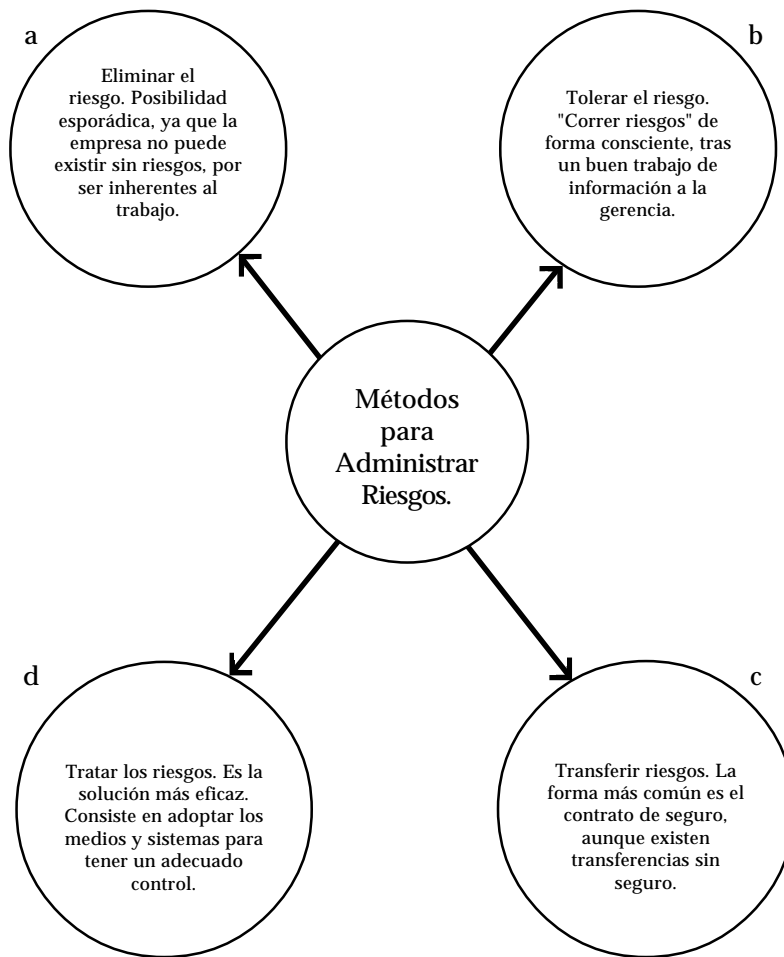 a
Eliminar el
riesgo. Posibilidad
esporádica, ya que la
empresa no puede
existir sin riesgos, por
ser inherentes al
trabajo.
b
Tolerar el riesgo.
"Correr riesgos" de
forma consciente, tras
un buen trabajo de
información a la
gerencia.
Métodos
para
Administrar
Riesgos.
d
Tratar los riesgos. Es la
solución más eficaz.
Consiste en adoptar los
medios y sistemas para
tener un adecuado
control.
c
Transferir riesgos. La
forma más común es el
contrato de seguro,
aunque existen
transferencias sin
seguro.